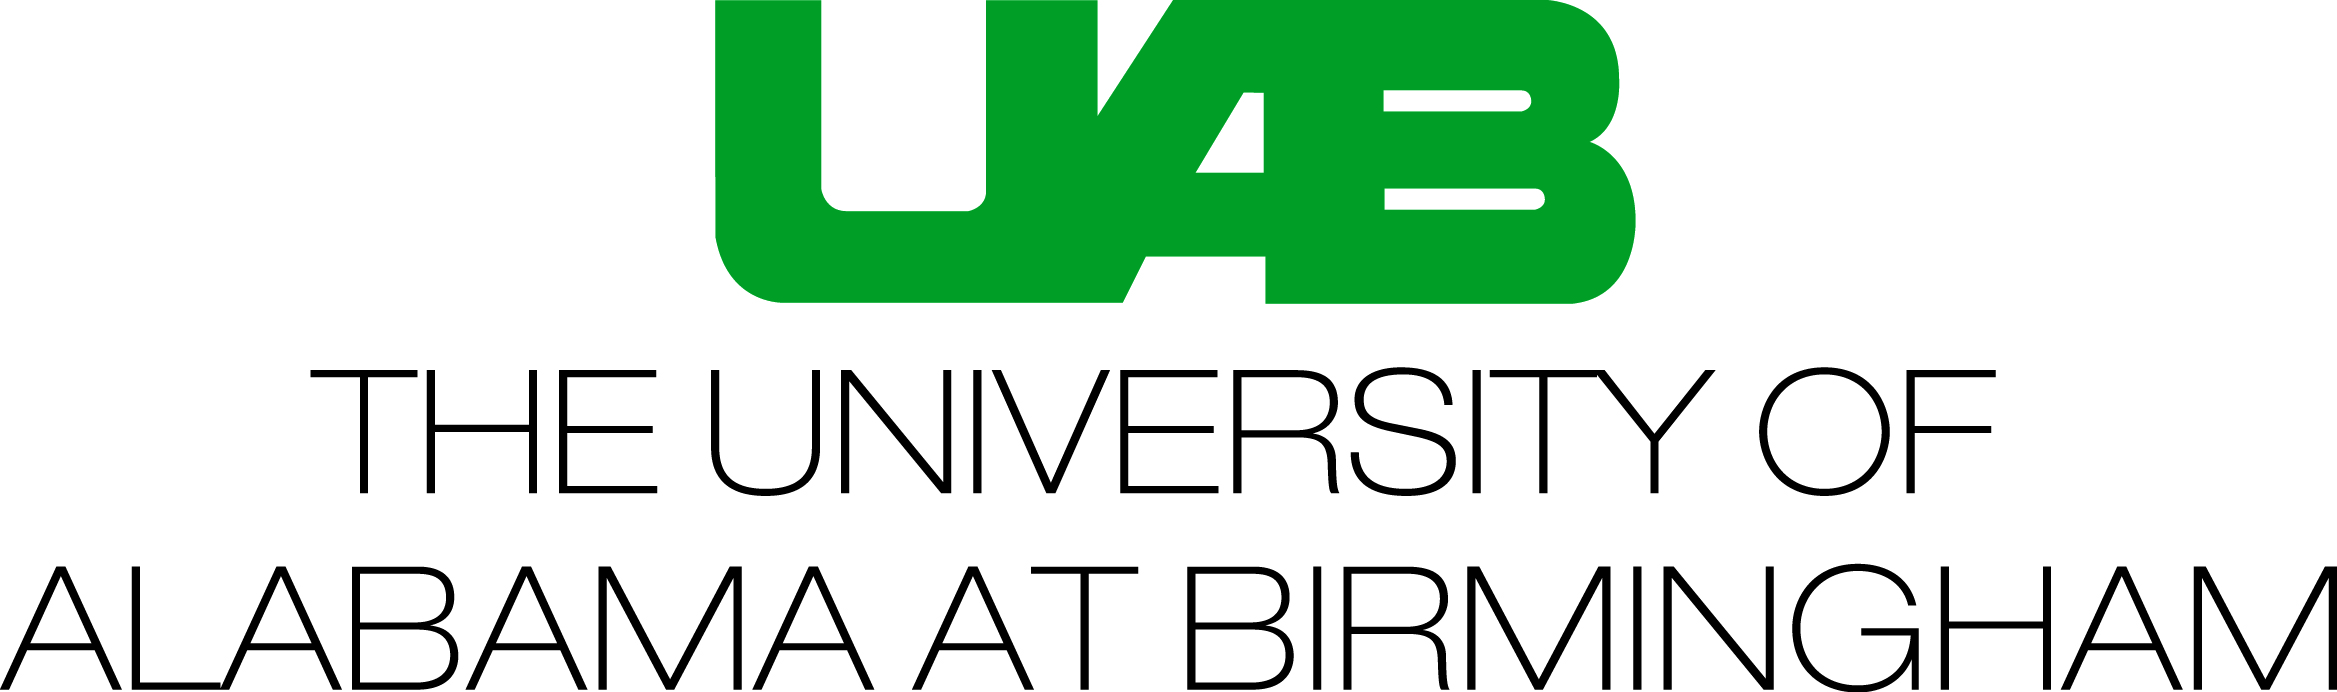 UAB
THE UNIVERSITY OF
ALABAMA AT BIRMINGHAM